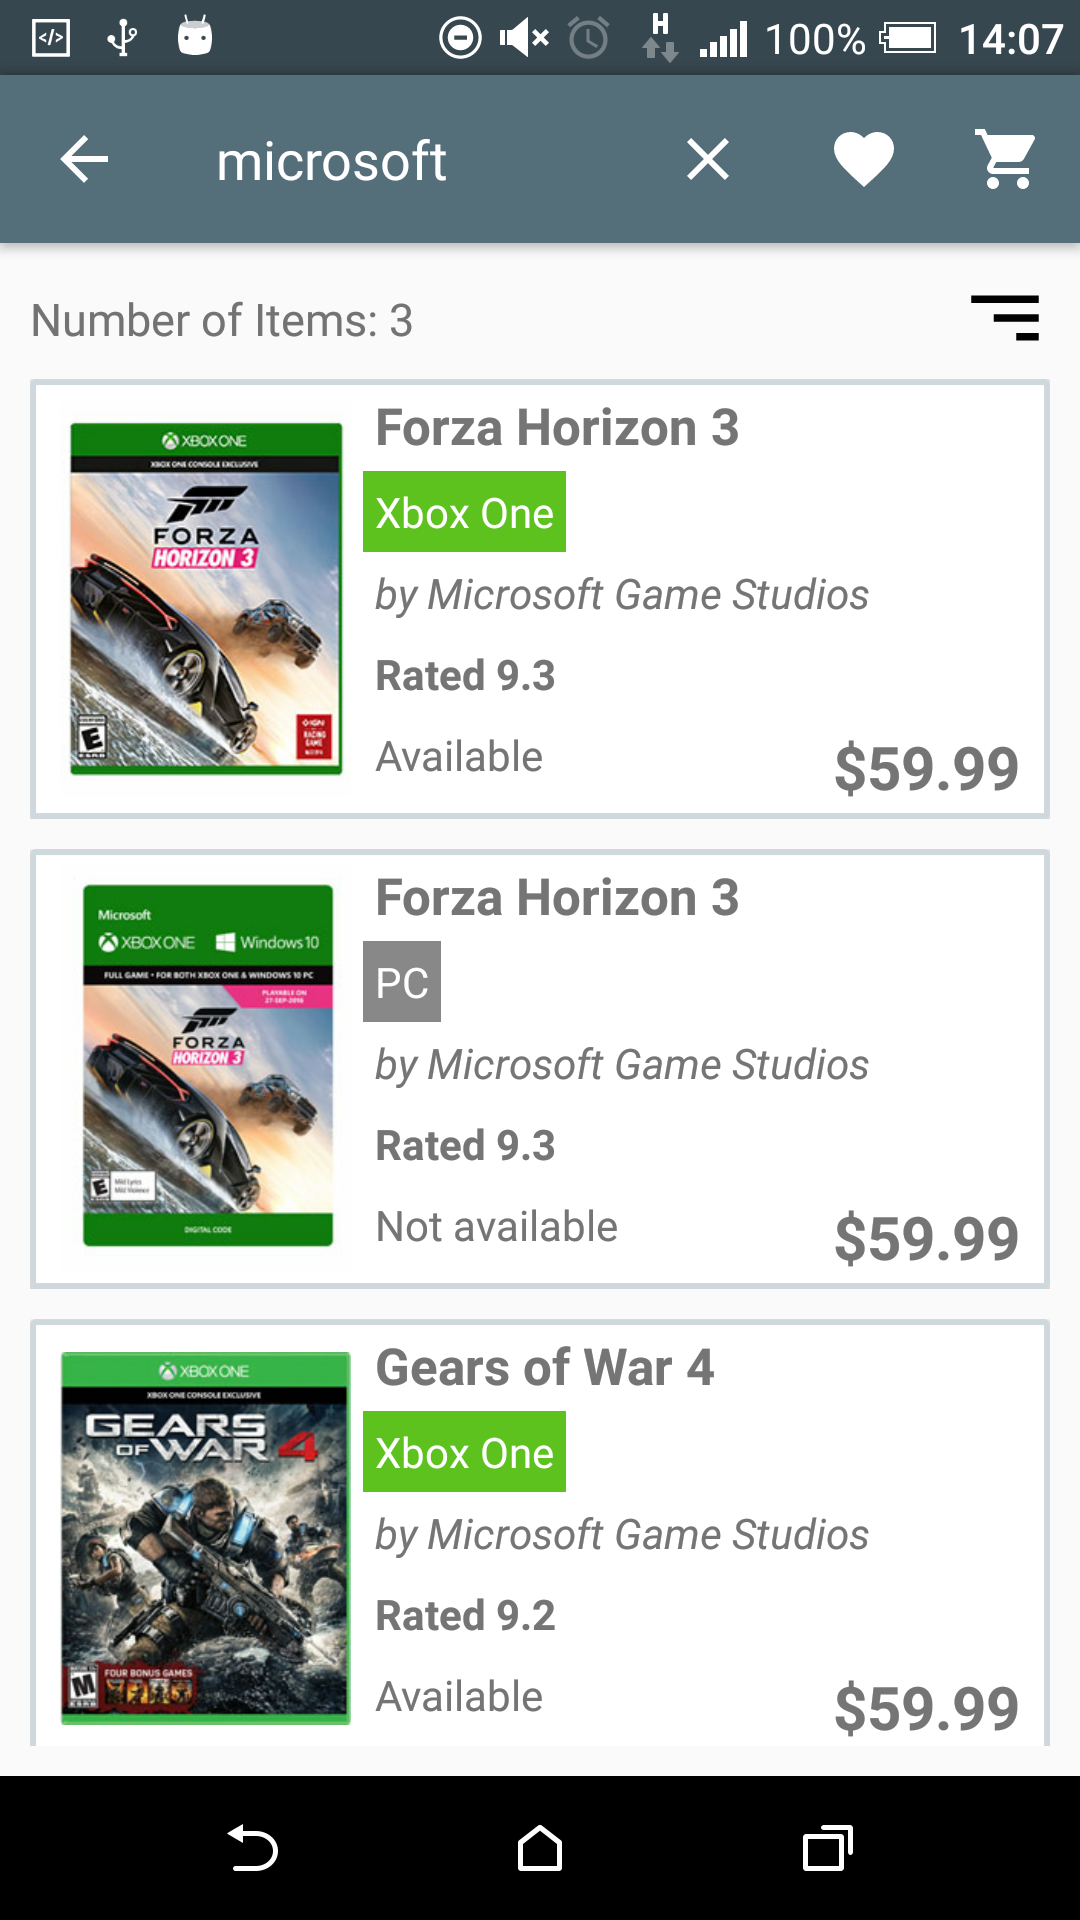 100% 14:07
microsoft
Number of Items: 3
XBOX ONE
XBOX ONE CONSOLE EXCLUSIVE
FORZA
HORIZON 3
E
Forza Horizon 3
Xbox One
by Microsoft Game Studios
Rated 9.3
Available
$59.99
Microsoft
XBOX ONE Windows 10
FULL GAME • FOR BOTH XBOX ONE & WINDOWS 10 PC
PLAYABLE ON
27-SEP-2016
FORZA
HORIZON 3
E
DIGITAL CODE
Forza Horizon 3
PC
by Microsoft Game Studios
Rated 9.3
Not available
$59.99
XBOX ONE
XBOX ONE CONSOLE EXCLUSIVE
GEARS
OF WAR 4
FOUR BONUS GAMES
M
Gears of War 4
Xbox One
by Microsoft Game Studios
Rated 9.2
Available
$59.99